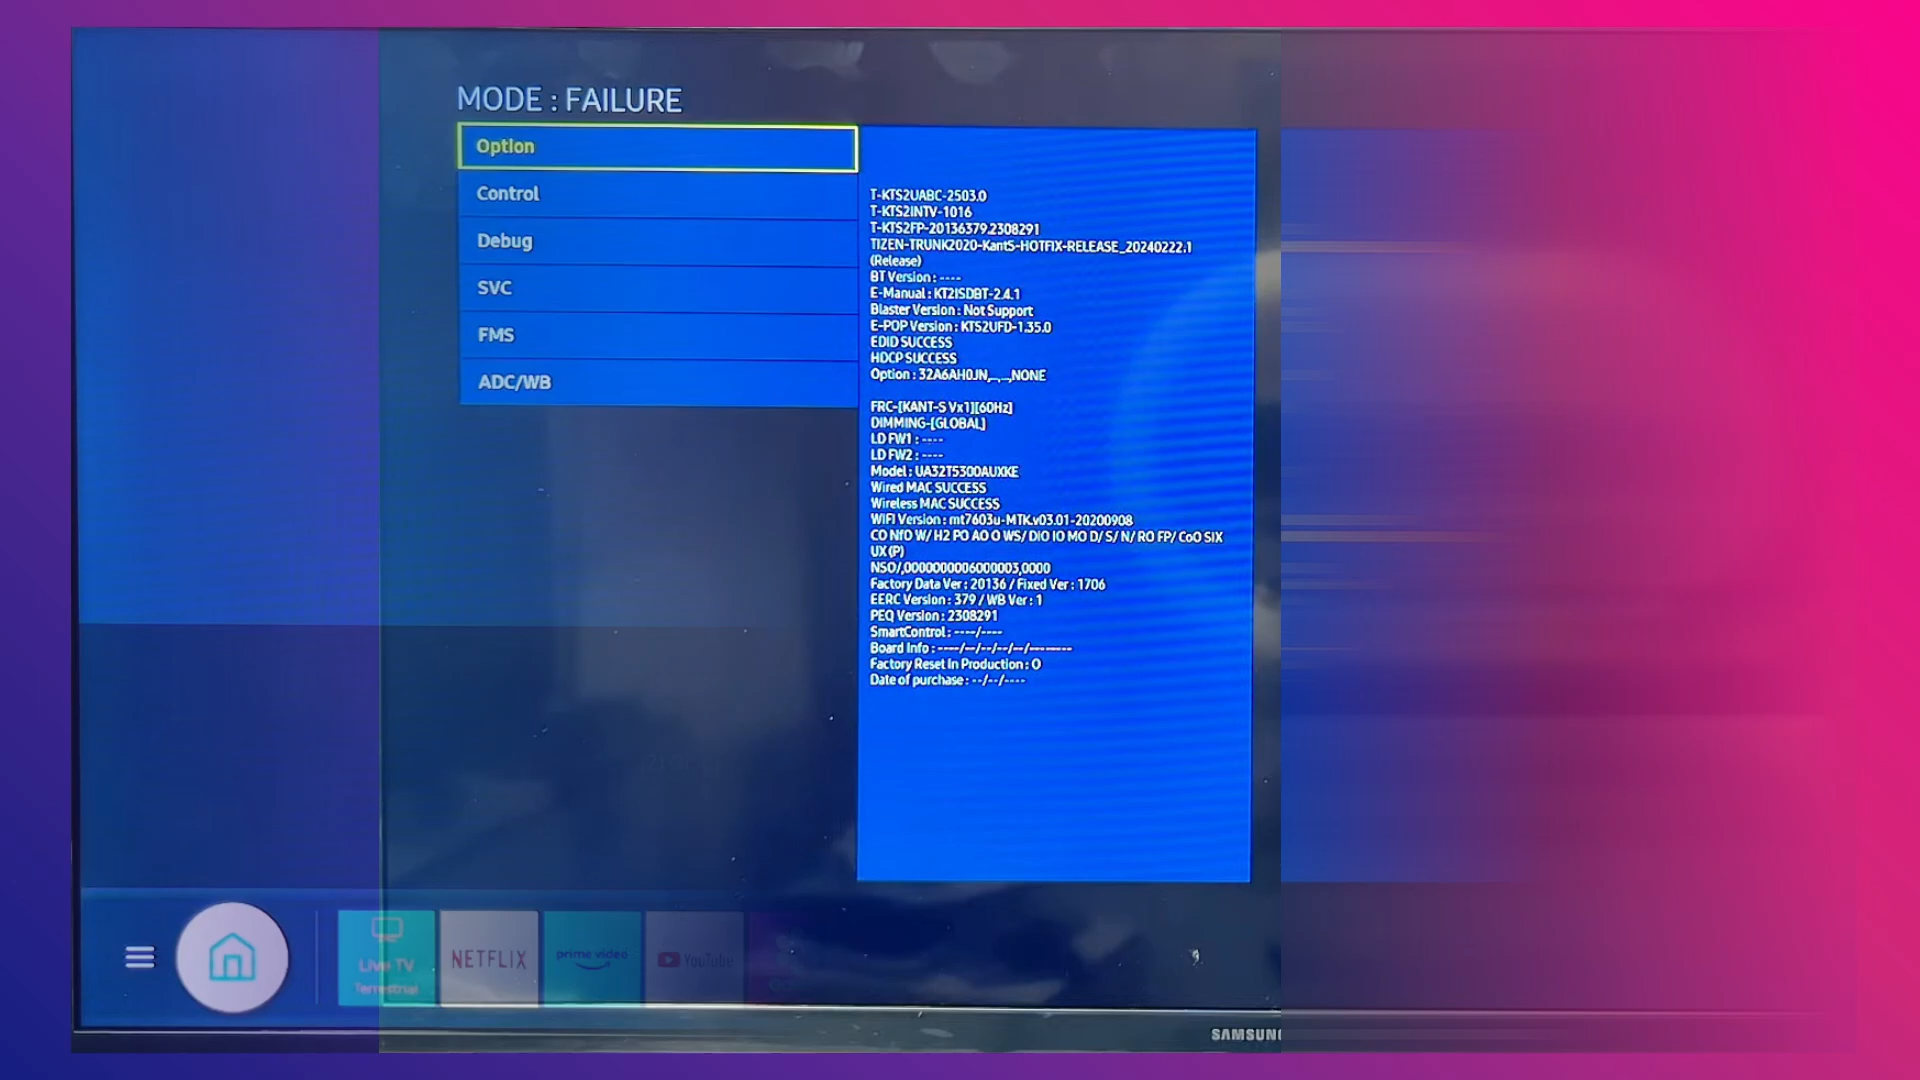 MODE : FAILURE
Option
Control
Debug
SVC
FMS
ADC/WB
T-KTS2UABC-2503.0
T-KTS2INTV-1016
T-KTS2FP-20136379.2308291
TIZEN-TRUNK2020-KantS-HOTFIX-RELEASE_20240222.1
(Release)
BT Version : ----
E-Manual : KT2ISDBT-2.4.1
Blaster Version : Not Support
E-POP Version : KTS2UFD-1.35.0
EDID SUCCESS
HDCP SUCCESS
Option : 32A6AH0JN,_,_,NONE
FRC-[KANT-S Vx1][60Hz]
DIMMING-[GLOBAL]
LD FW1 : ----
LD FW2 : ----
Model : UA32T5300AUXKE
Wired MAC SUCCESS
Wireless MAC SUCCESS
WIFI Version : mt7603u-MTK.v03.01-20200908
CD NfO W/ H2 PO AO O WS/ DIO IO MO D/ S/ N/ RO FP/ CoO SIX
UX (P)
NSO/,0000000006000003,0000
Factory Data Ver : 20136 / Fixed Ver : 1706
EERC Version : 379 / WB Ver : 1
PEQ Version : 2308291
SmartControl : ----/----
Board Info : ----/--/--/--/--/--------
Factory Reset In Production : O
Date of purchase : --/--/----
Live TV
Terrestrial
NETFLIX
prime video
YouTube
SAMSUNG